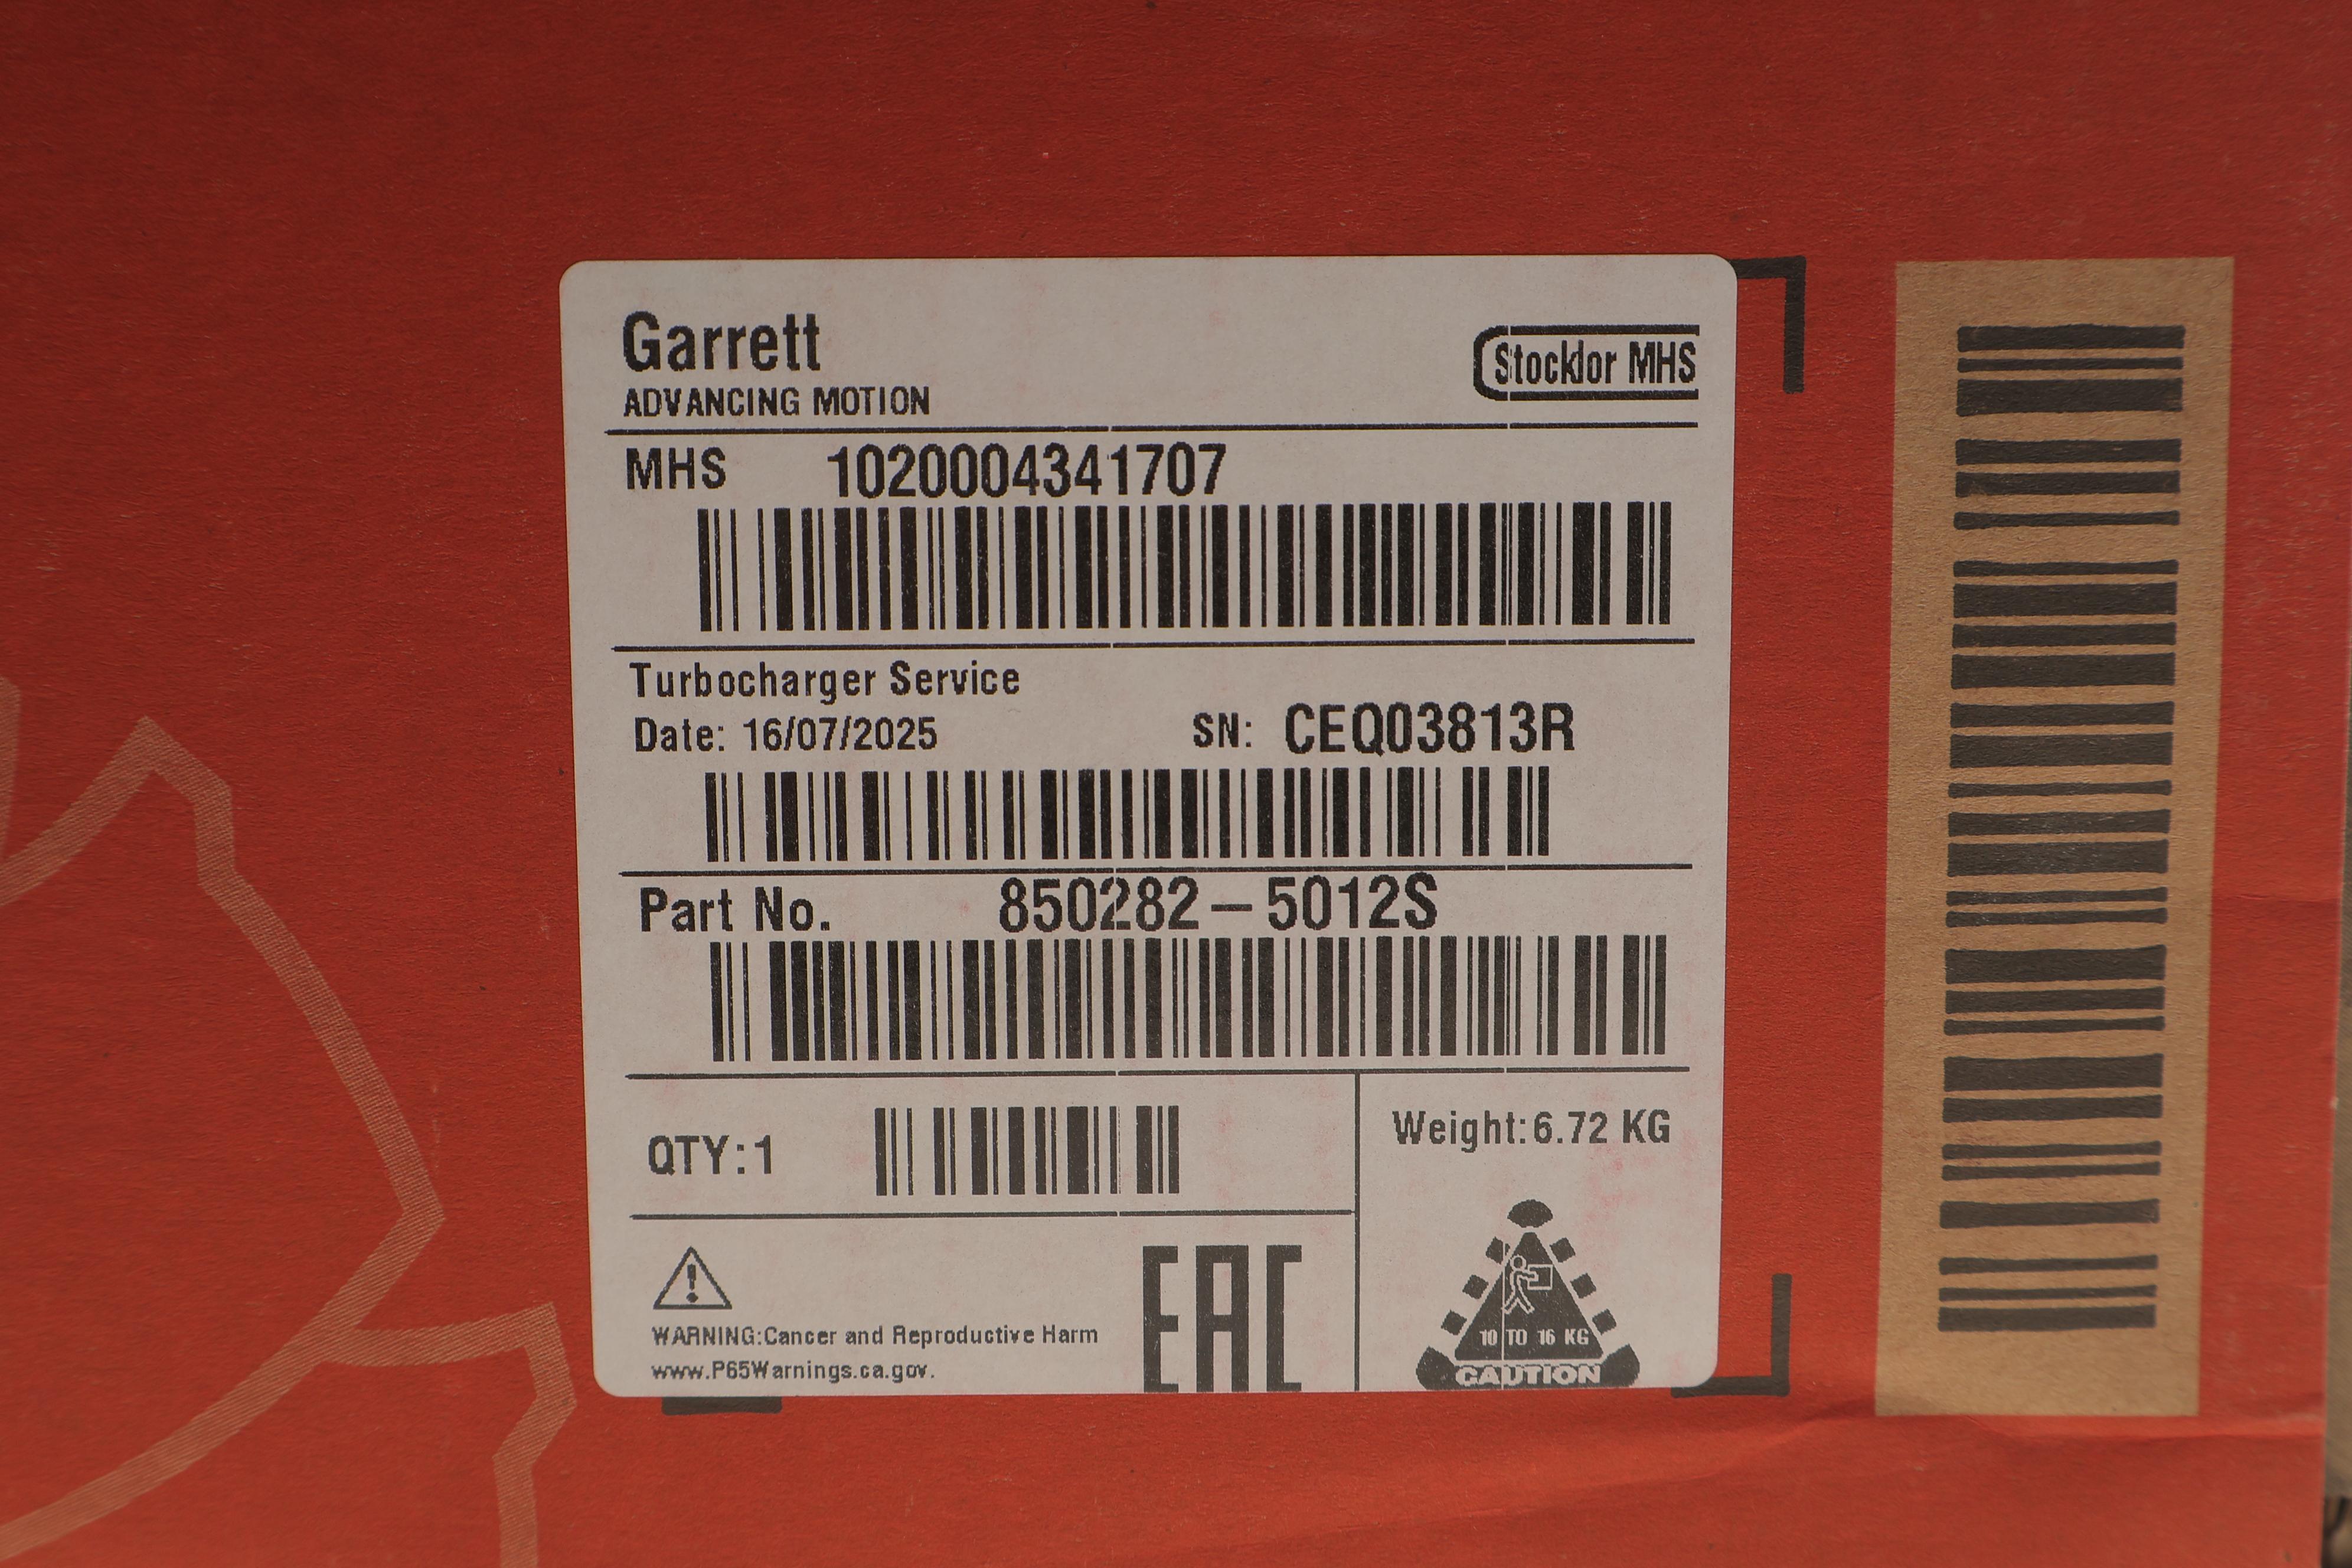 Garrett
ADVANCING MOTION
Stocklor MHS
MHS 1020004341707
Turbocharger Service
Date: 16/07/2025 SN: CEQ03813R
Part No. 850282-5012S
QTY:1
Weight:6.72 KG
WARNING:Cancer and Reproductive Harm
www.P65Warnings.ca.gov.
EAC
10 TO 16 KG
CAUTION